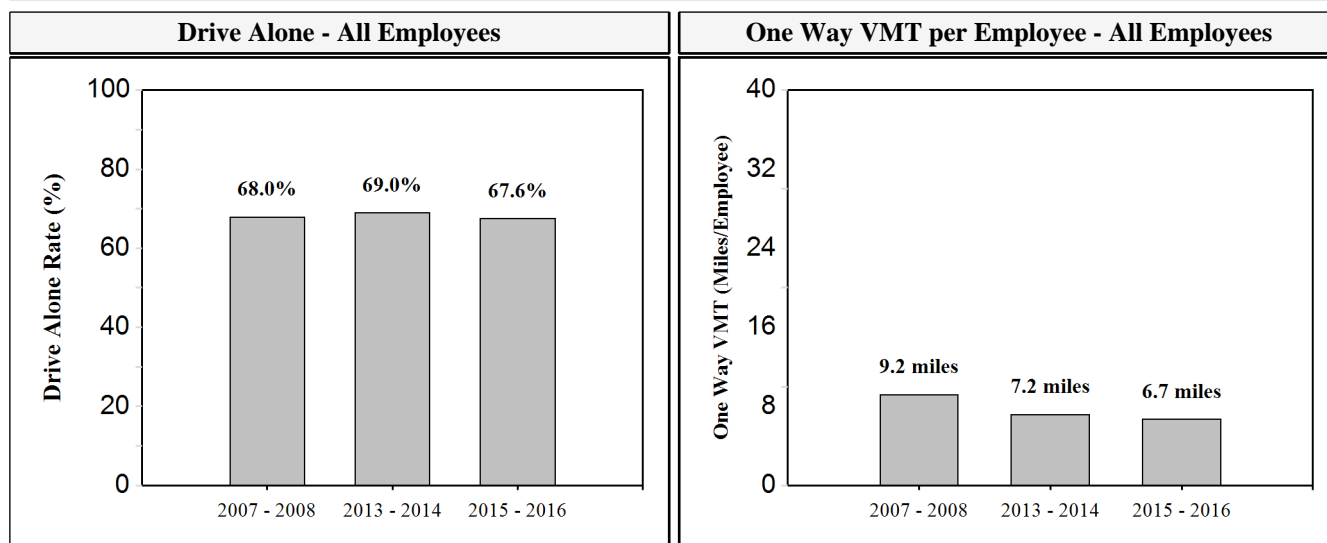 Drive Alone - All Employees
Drive Alone Rate (%)
100
80
60
40
20
0
68.0%
69.0%
67.6%
2007 - 2008
2013 - 2014
2015 - 2016
One Way VMT per Employee - All Employees
One Way VMT (Miles/Employee)
40
32
24
16
8
0
9.2 miles
7.2 miles
6.7 miles
2007 - 2008
2013 - 2014
2015 - 2016